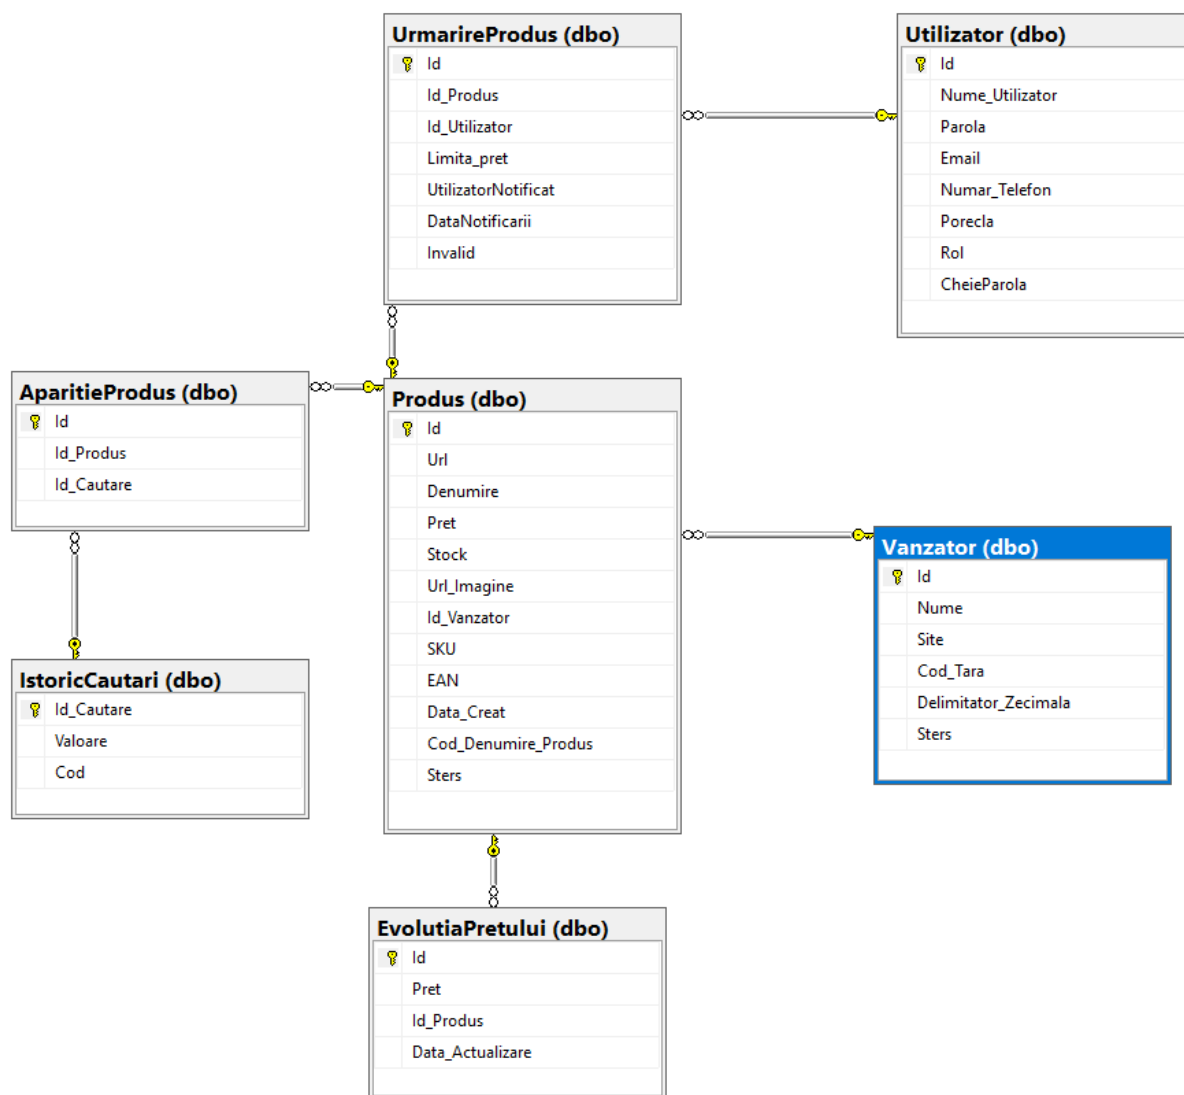 UrmarireProdus (dbo)
Id
Id_Produs
Id_Utilizator
Limita_pret
UtilizatorNotificat
DataNotificarii
Invalid
Utilizator (dbo)
Id
Nume_Utilizator
Parola
Email
Numar_Telefon
Porecla
Rol
CheieParola
AparitieProdus (dbo)
Id
Id_Produs
Id_Cautare
Produs (dbo)
Id
Url
Denumire
Pret
Stock
Url_Imagine
Id_Vanzator
SKU
EAN
Data_Creat
Cod_Denumire_Produs
Sters
Vanzator (dbo)
Id
Nume
Site
Cod_Tara
Delimitator_Zecimala
Sters
IstoricCautari (dbo)
Id_Cautare
Valoare
Cod
EvolutiaPretului (dbo)
Id
Pret
Id_Produs
Data_Actualizare